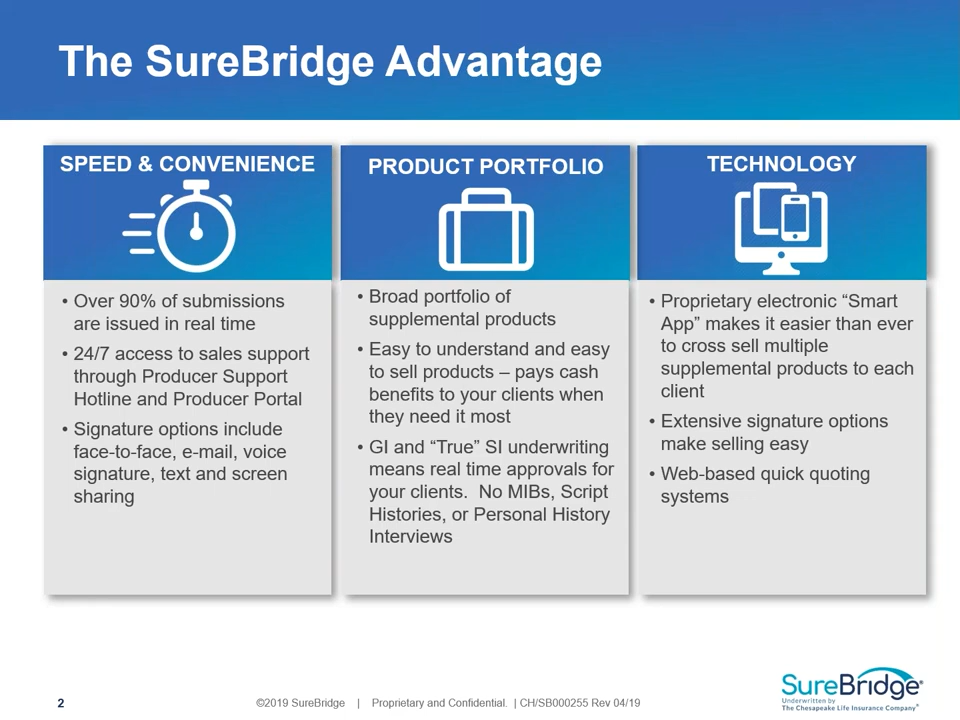 The SureBridge Advantage
SPEED & CONVENIENCE
• Over 90% of submissions
are issued in real time
• 24/7 access to sales support
through Producer Support
Hotline and Producer Portal
• Signature options include
face-to-face, e-mail, voice
signature, text and screen
sharing
PRODUCT PORTFOLIO
• Broad portfolio of
supplemental products
• Easy to understand and easy
to sell products – pays cash
benefits to your clients when
they need it most
• GI and “True” SI underwriting
means real time approvals for
your clients.  No MIBs, Script
Histories, or Personal History
Interviews
TECHNOLOGY
• Proprietary electronic “Smart
App” makes it easier than ever
to cross sell multiple
supplemental products to each
client
• Extensive signature options
make selling easy
• Web-based quick quoting
systems
2
©2019 SureBridge | Proprietary and Confidential. | CH/SB000255 Rev 04/19
SureBridge®
Underwritten by
The Chesapeake Life Insurance Company®